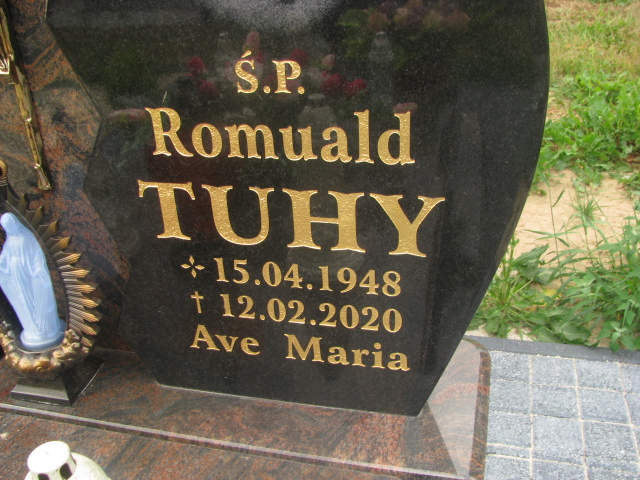 Ś.P.
Romuald
TUHY
15.04.1948
† 12.02.2020
Ave Maria